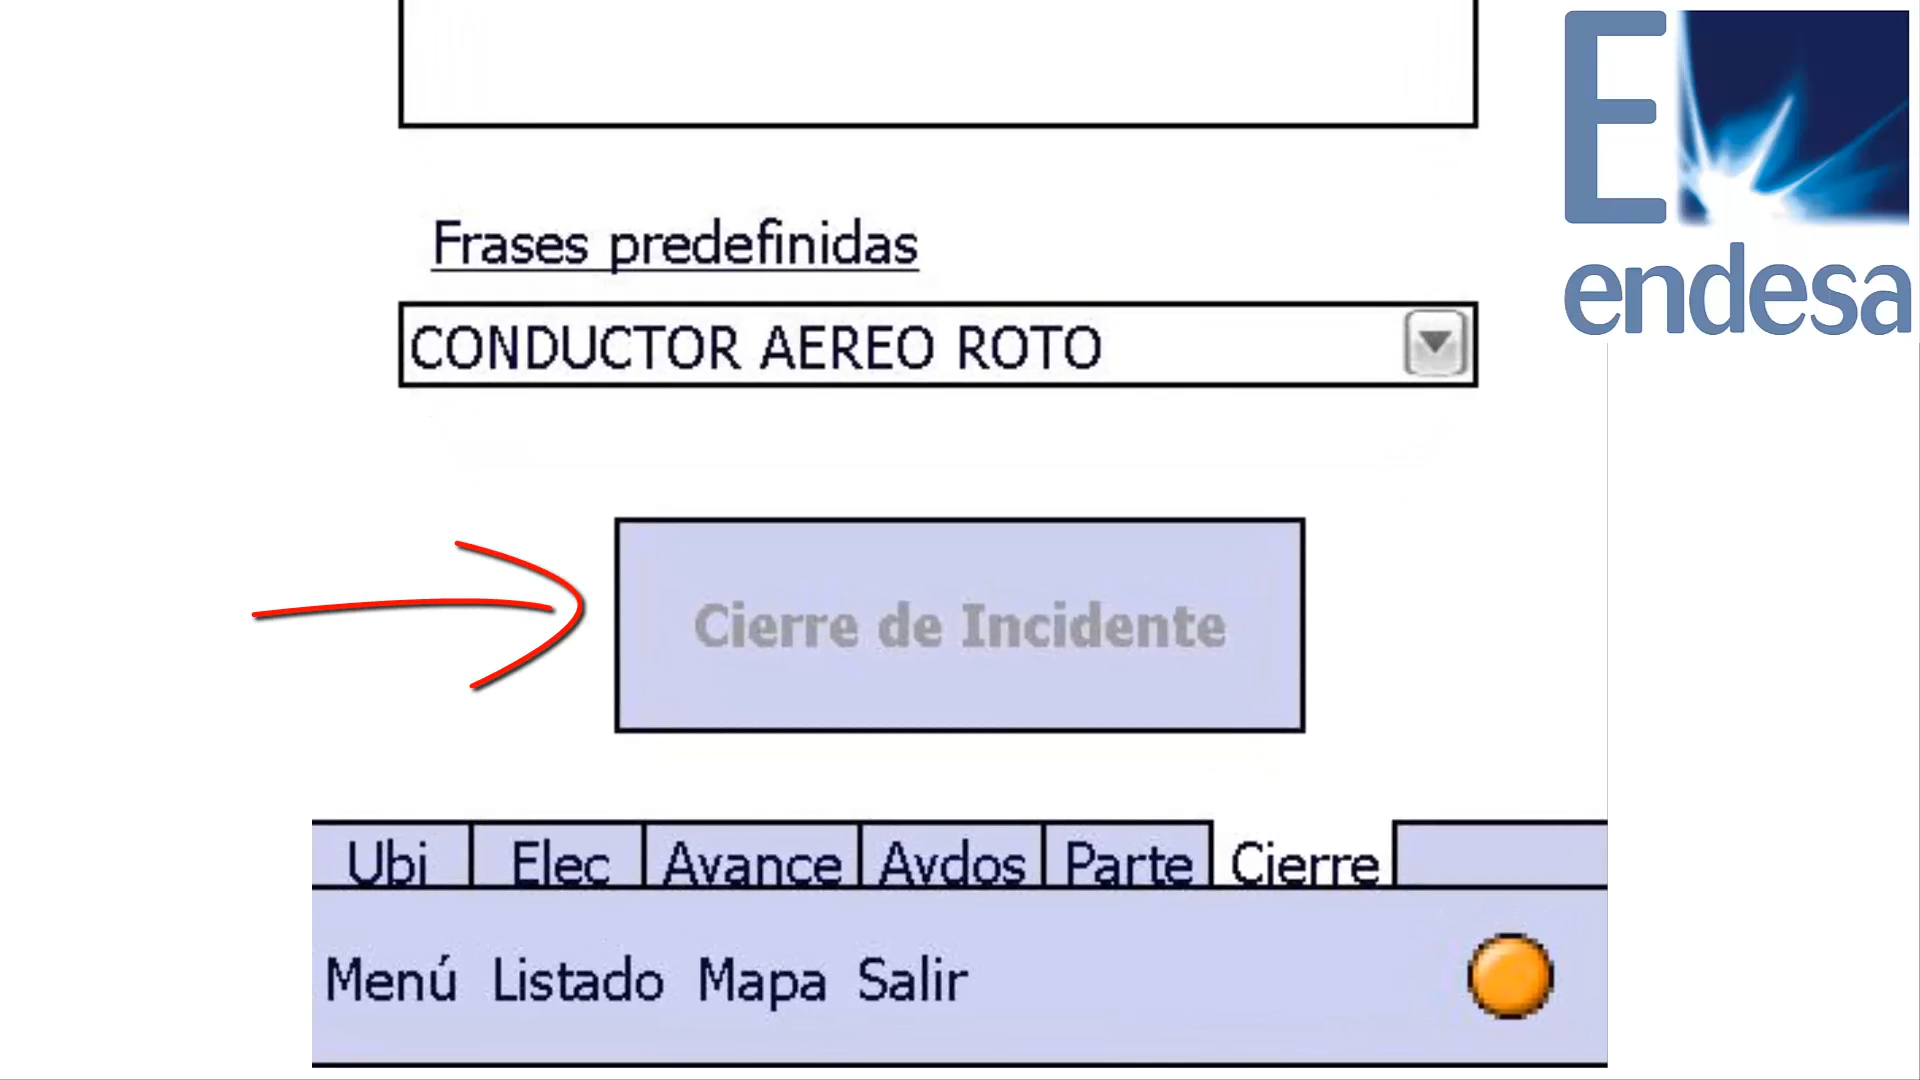 E
endesa
Frases predefinidas
CONDUCTOR AEREO ROTO
Cierre de Incidente
Ubi Elec Avance Avdos Parte Cierre
Menú Listado Mapa Salir